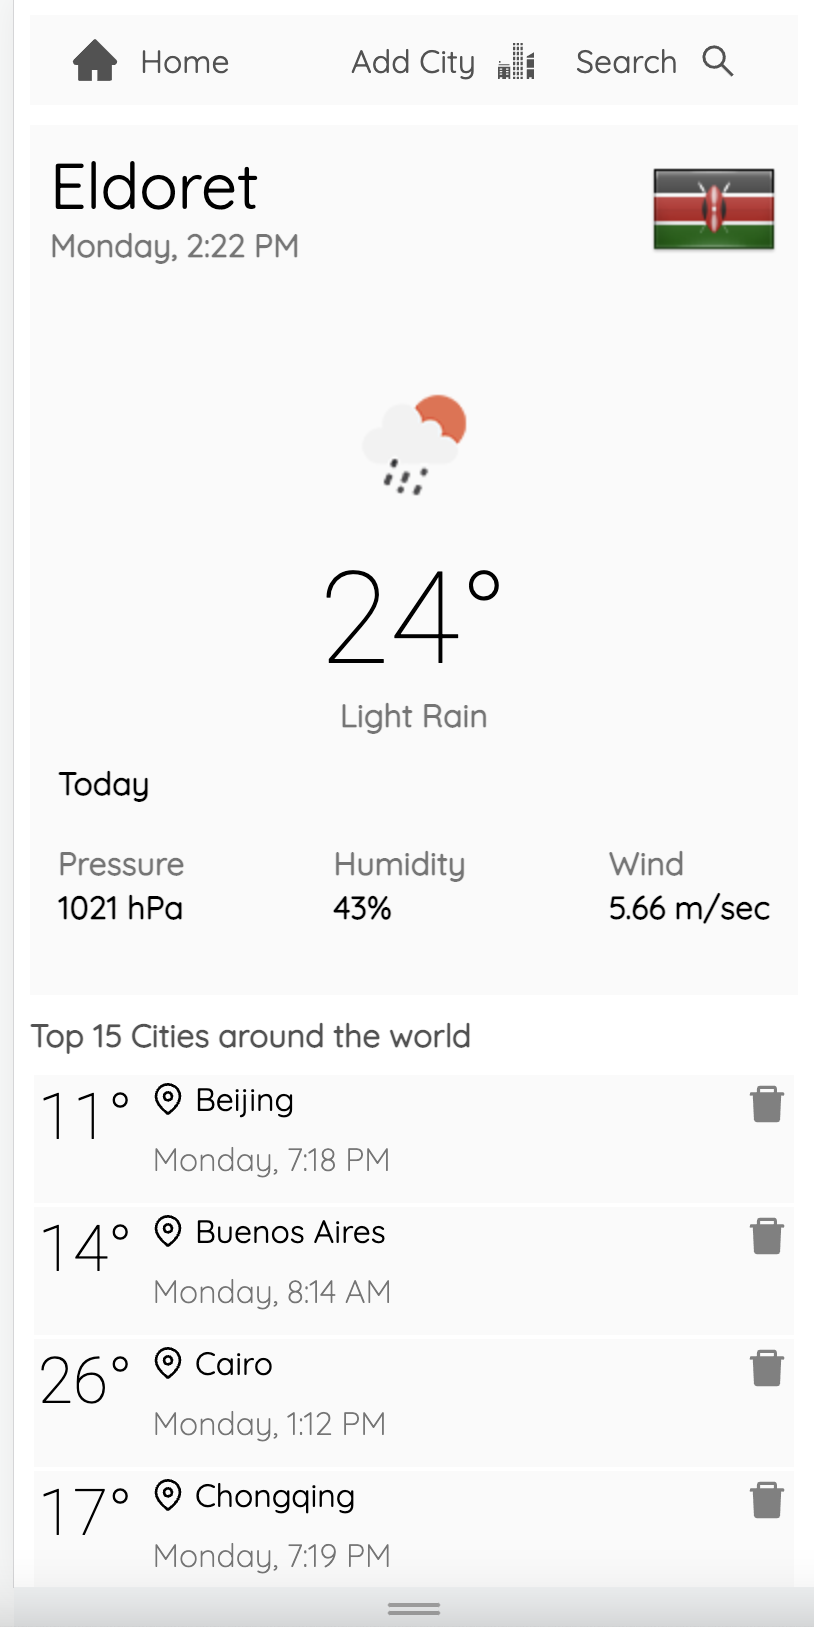 Home Add City Search
Eldoret
Monday, 2:22 PM
24°
Light Rain
Today
Pressure Humidity Wind
1021 hPa 43% 5.66 m/sec
Top 15 Cities around the world
11° Beijing
Monday, 7:18 PM
14° Buenos Aires
Monday, 8:14 AM
26° Cairo
Monday, 1:12 PM
17° Chongqing
Monday, 7:19 PM